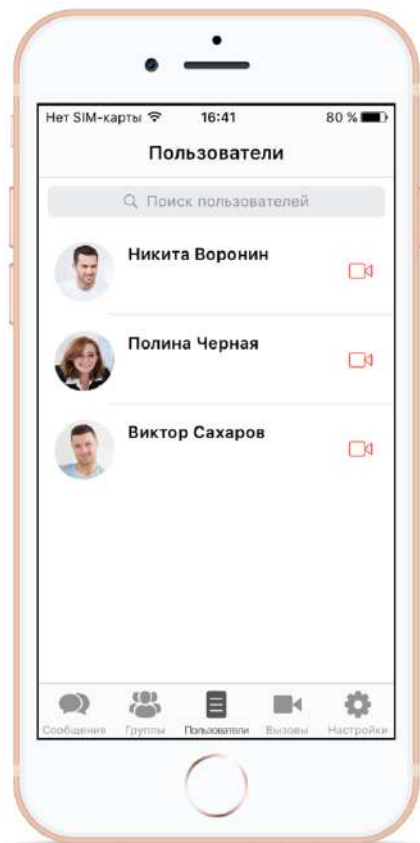 Нет SIM-карты 16:41 80 %
Пользователи
Поиск пользователей
Никита Воронин
Полина Черная
Виктор Сахаров
Сообщения Группы Пользователи Вызовы Настройки